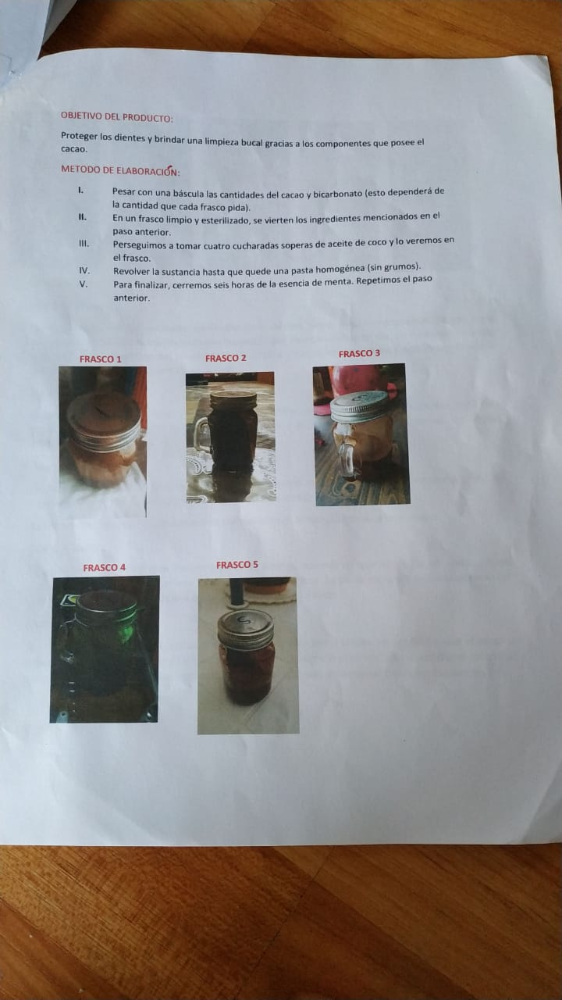 OBJETIVO DEL PRODUCTO:
Proteger los dientes y brindar una limpieza bucal gracias a los componentes que posee el
cacao.
METODO DE ELABORACIÓN:
I. Pesar con una báscula las cantidades del cacao y bicarbonato (esto dependerá de
la cantidad que cada frasco pida).
II. En un frasco limpio y esterilizado, se vierten los ingredientes mencionados en el
paso anterior.
III. Perseguimos a tomar cuatro cucharadas soperas de aceite de coco y lo veremos en
el frasco.
IV. Revolver la sustancia hasta que quede una pasta homogénea (sin grumos).
V. Para finalizar, cerremos seis horas de la esencia de menta. Repetimos el paso
anterior.
FRASCO 1 FRASCO 2 FRASCO 3
FRASCO 4 FRASCO 5